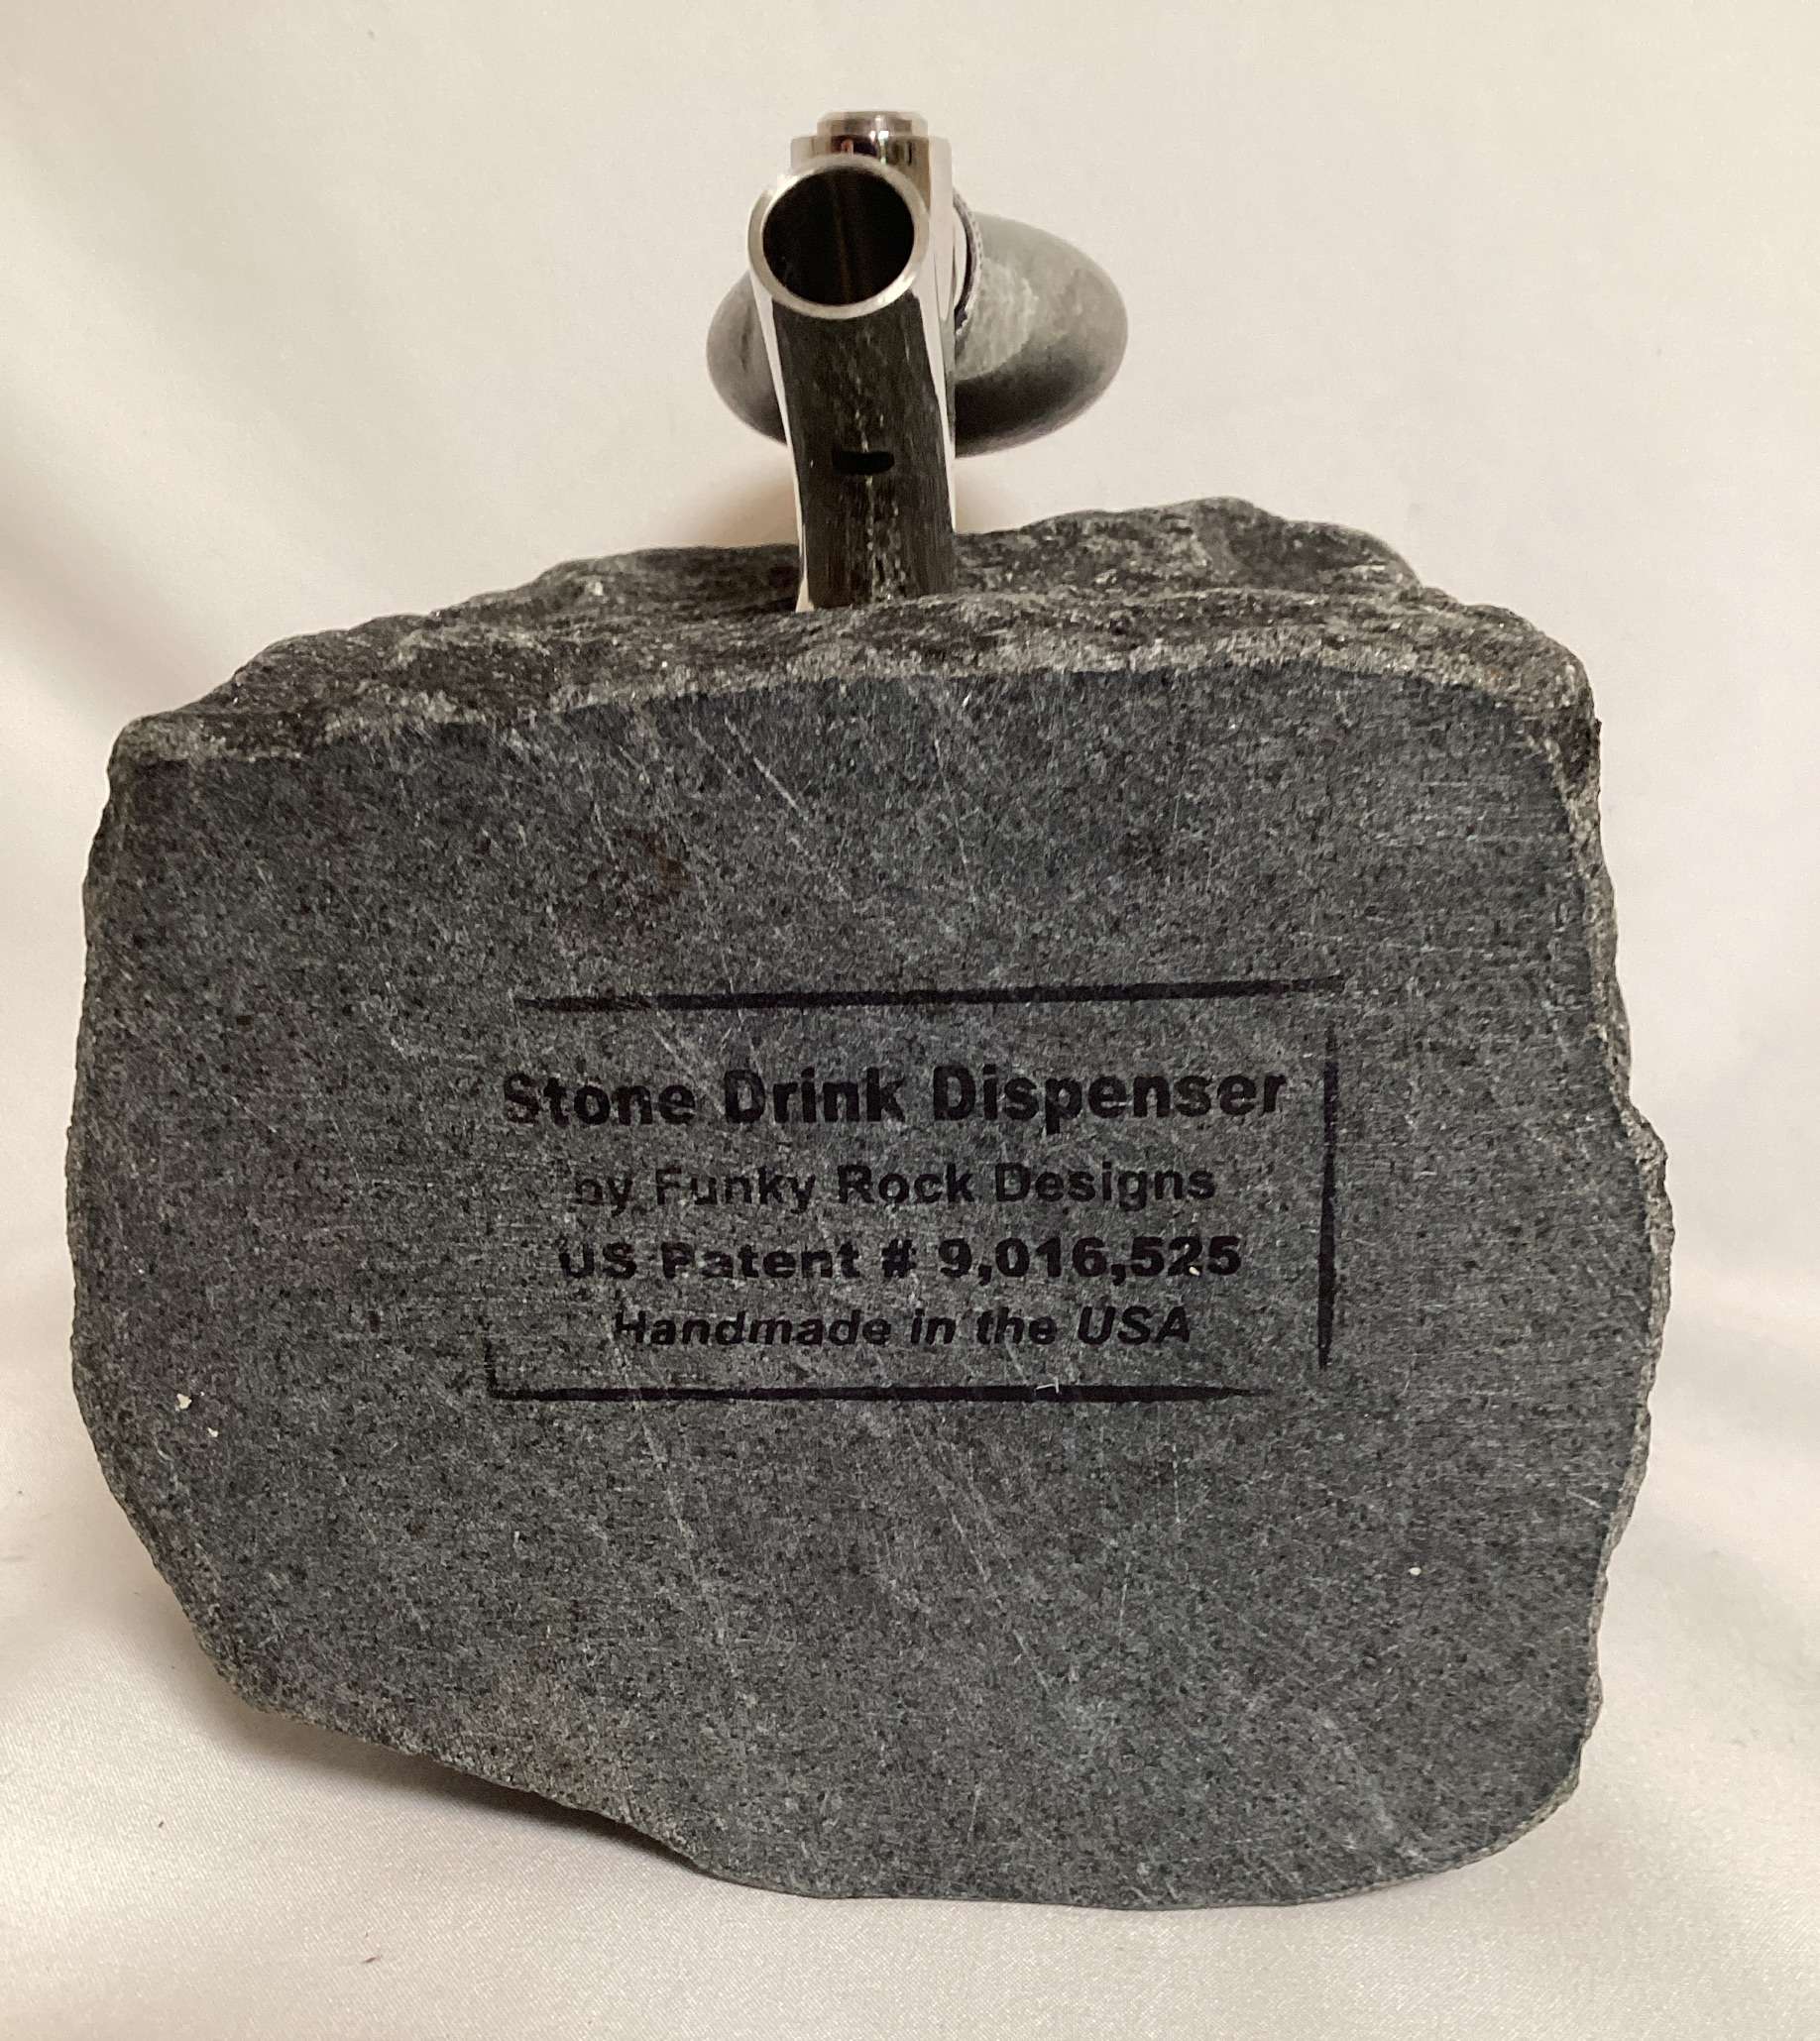 Stone Drink Dispenser
by Funky Rock Designs
US Patent # 9,016,525
Handmade in the USA